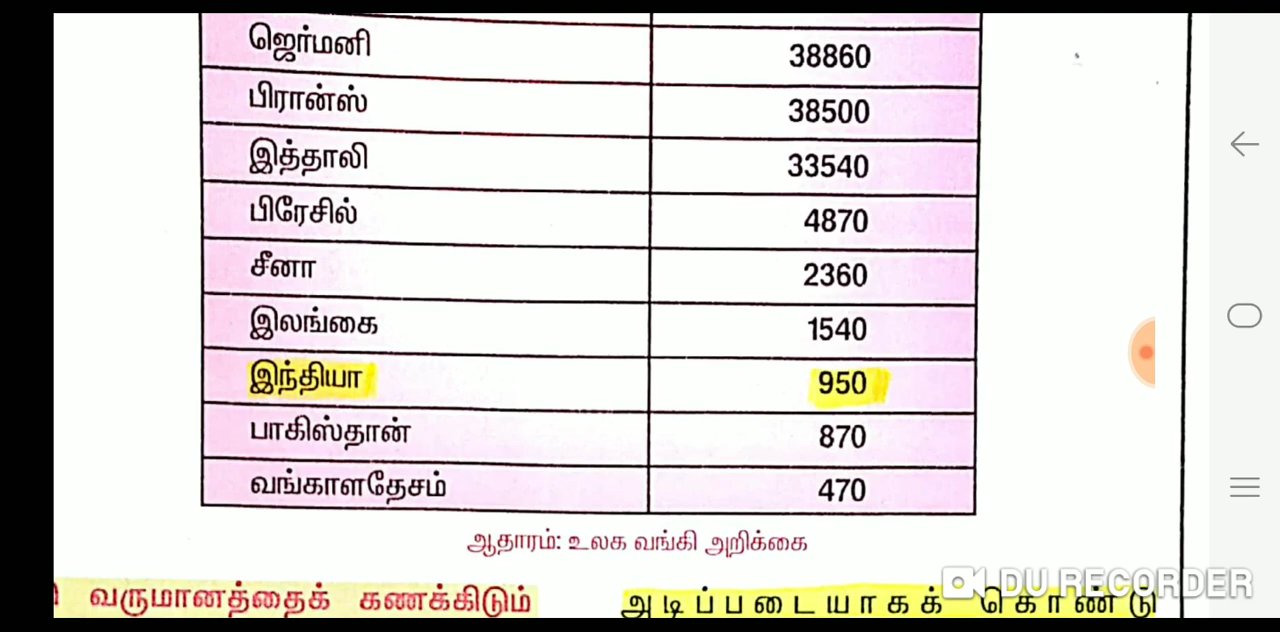 ஜெர்மனி 38860
பிரான்ஸ் 38500
இத்தாலி 33540
பிரேசில் 4870
சீனா 2360
இலங்கை 1540
இந்தியா 950
பாகிஸ்தான் 870
வங்காளதேசம் 470
ஆதாரம்: உலக வங்கி அறிக்கை
வருமானத்தைக் கணக்கிடும் அடிப்படையாகக் கொண்டு
DU RECORDER